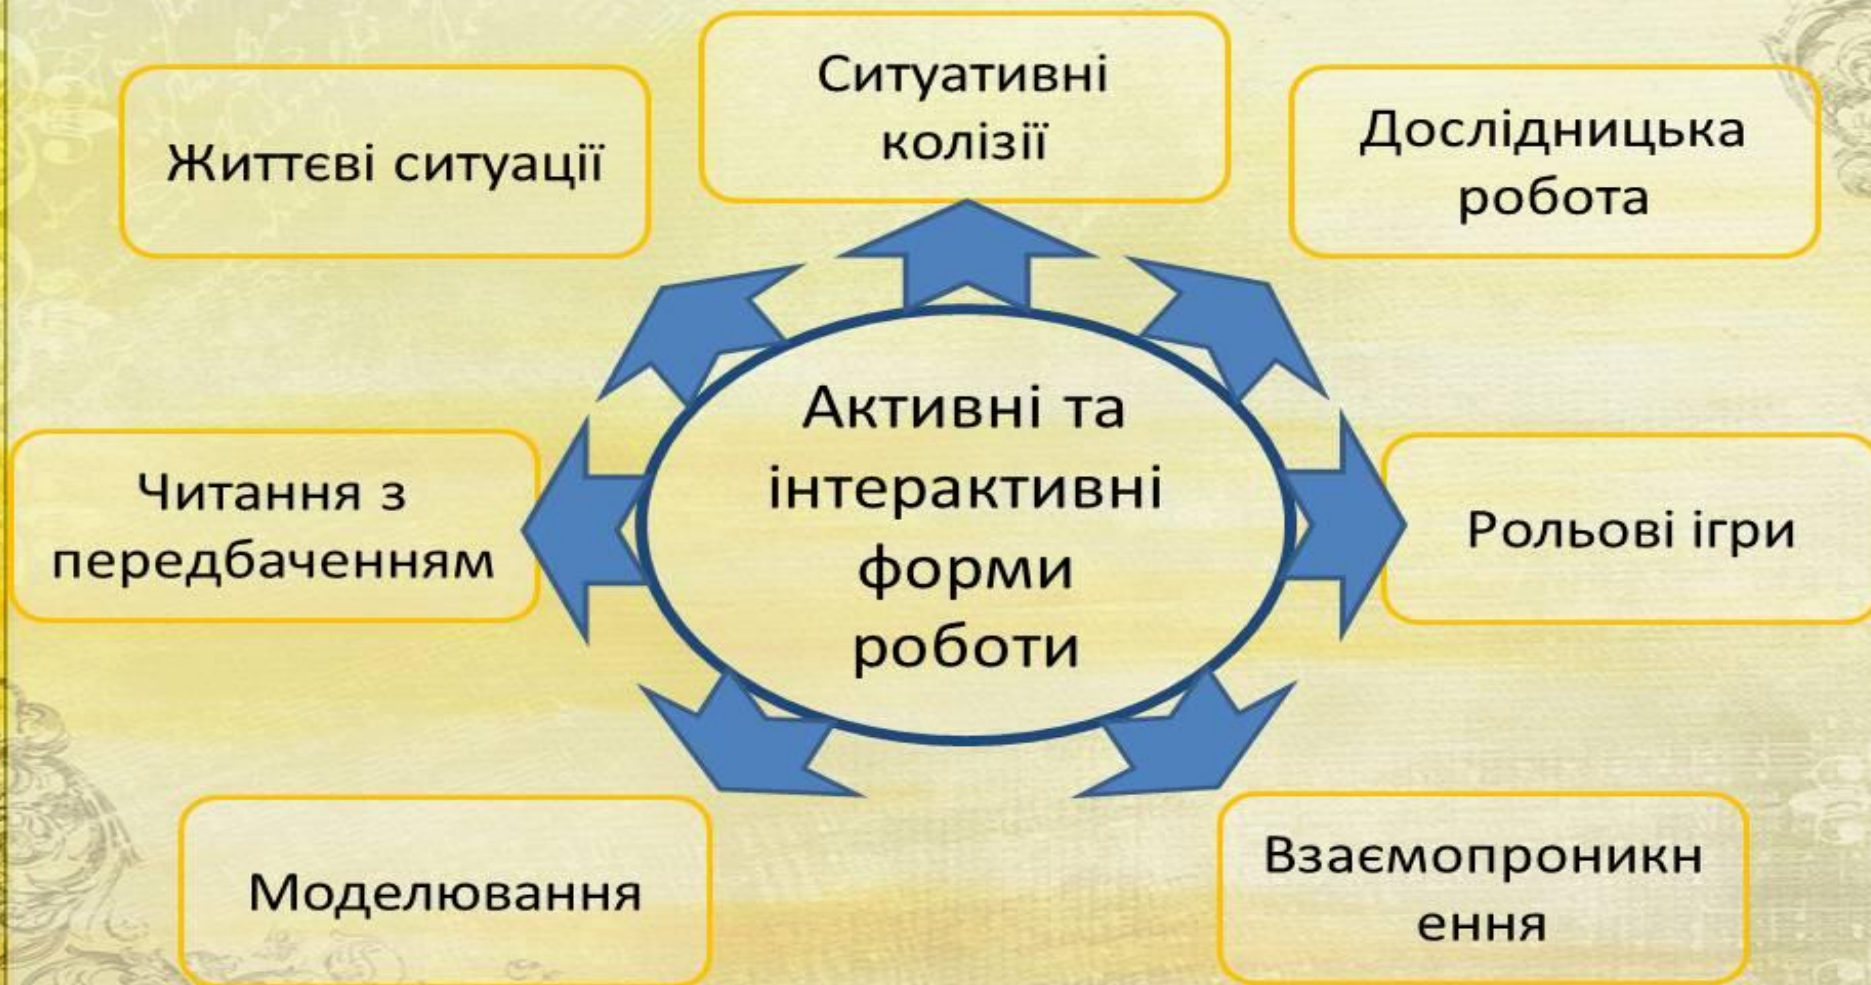 Ситуативні
колізії
Життєві ситуації
Дослідницька
робота
Активні та
інтерактивні
форми
роботи
Читання з
передбаченням
Рольові ігри
Моделювання
Взаємопроникн
ення